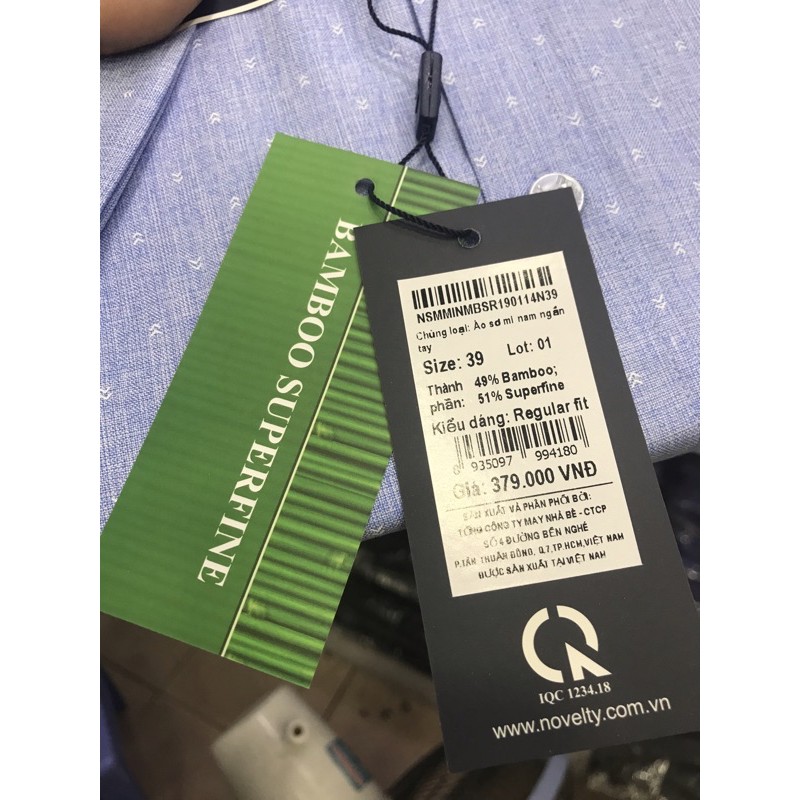 BAMBOO SUPERFINE
NSMMINMBSR190114N39
Chủng loại: Áo sơ mi nam ngắn
tay
Size: 39 Lot: 01
Thành 49% Bamboo;
phần: 51% Superfine
Kiểu dáng: Regular fit
8 935097 994180
Giá: 379.000 VNĐ
SẢN XUẤT VÀ PHÂN PHỐI BỞI:
TỔNG CÔNG TY MAY NHÀ BÈ - CTCP
SỐ 4 ĐƯỜNG BẾN NGHÉ
P.TÂN THUẬN ĐÔNG, Q.7,TP HCM,VIỆT NAM
ĐƯỢC SẢN XUẤT TẠI VIỆT NAM
IQC 1234.18
www.novelty.com.vn